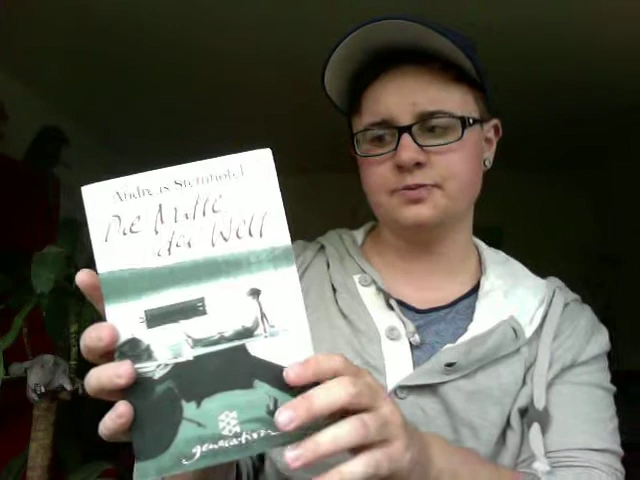 Andreas Steinhöfel
Die Mitte
der Welt
generation